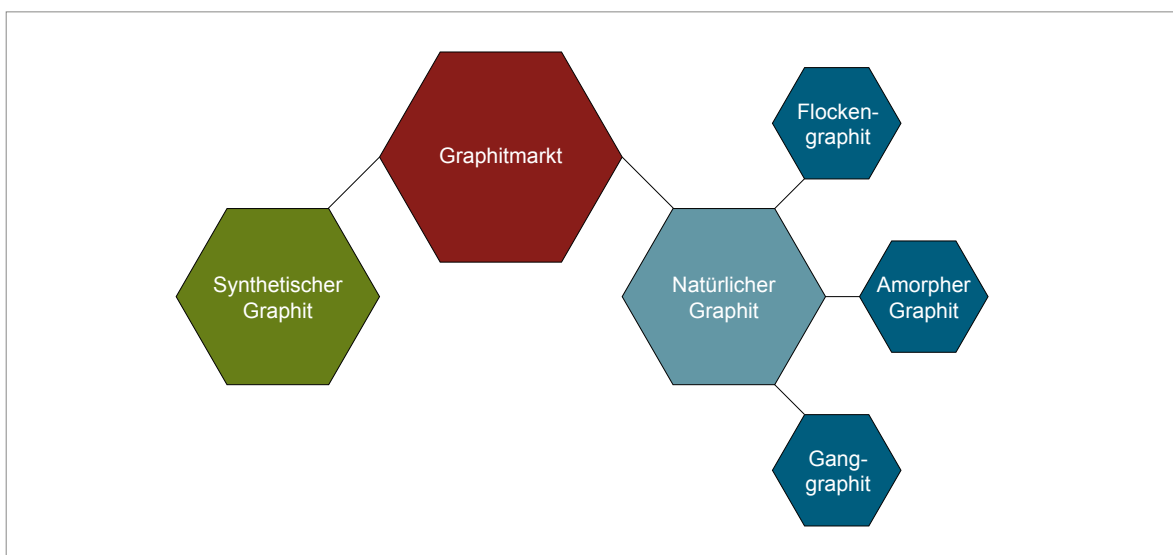 Graphitmarkt
Synthetischer
Graphit
Natürlicher
Graphit
Flocken-
graphit
Amorpher
Graphit
Gang-
graphit